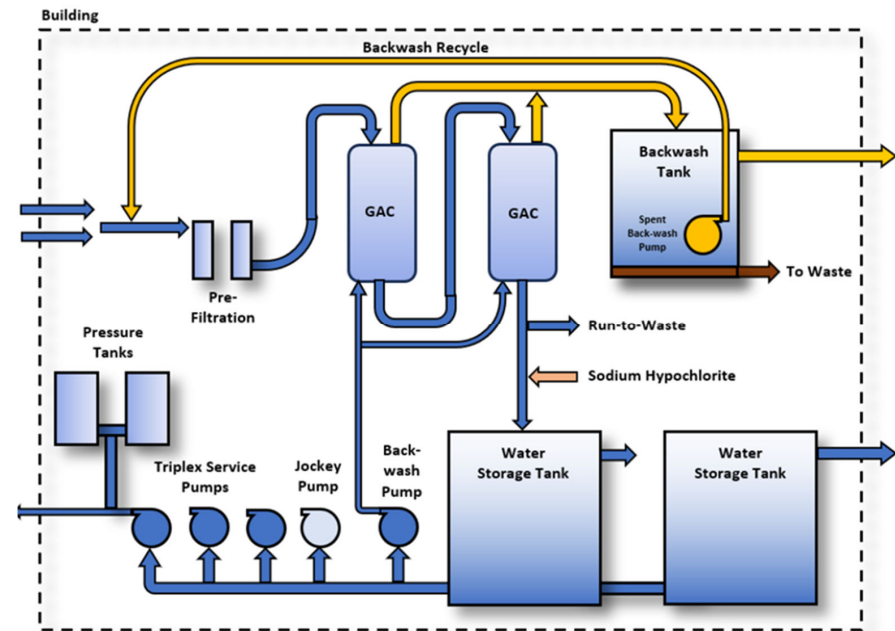 Building
Backwash Recycle
GAC
GAC
Backwash
Tank
Spent
Back-wash
Pump
To Waste
Pre-
Filtration
Run-to-Waste
Sodium Hypochlorite
Pressure
Tanks
Triplex Service
Pumps
Jockey
Pump
Back-
wash
Pump
Water
Storage Tank
Water
Storage Tank